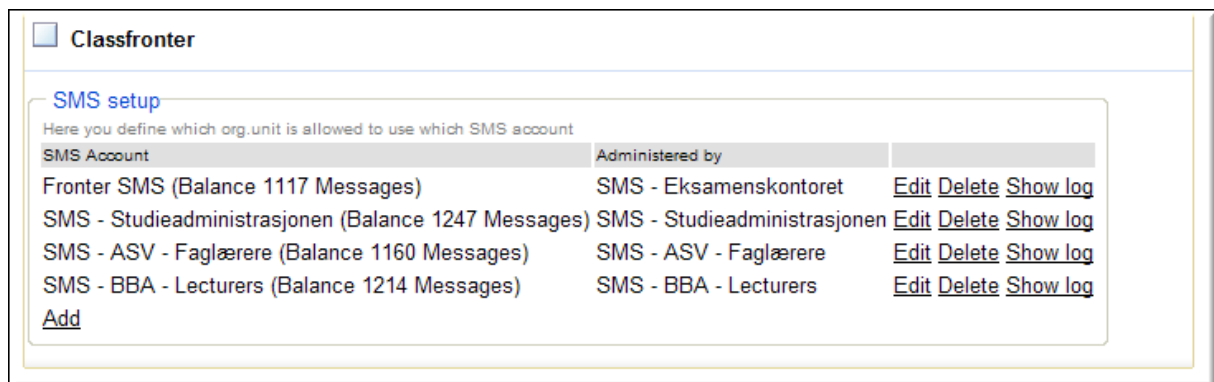 Classfronter
SMS setup
Here you define which org.unit is allowed to use which SMS account
SMS Account Administered by
Fronter SMS (Balance 1117 Messages) SMS - Eksamenskontoret Edit Delete Show log
SMS - Studieadministrasjonen (Balance 1247 Messages) SMS - Studieadministrasjonen Edit Delete Show log
SMS - ASV - Faglærere (Balance 1160 Messages) SMS - ASV - Faglærere Edit Delete Show log
SMS - BBA - Lecturers (Balance 1214 Messages) SMS - BBA - Lecturers Edit Delete Show log
Add